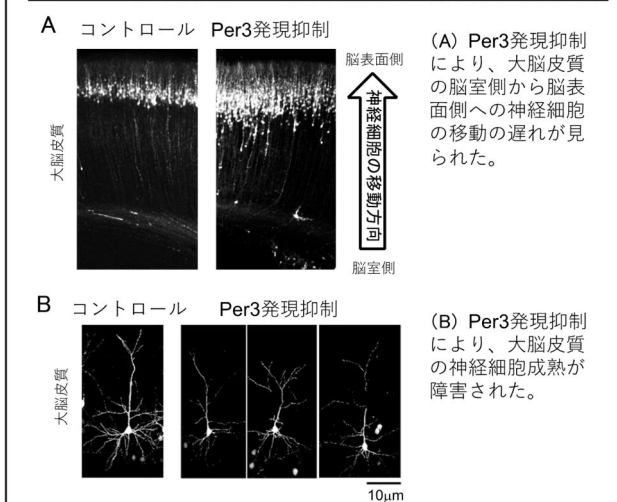 A
コントロール Per3発現抑制
大脳皮質
脳表面側
神経細胞の移動方向
脳室側
(A) Per3発現抑制
により、大脳皮質
の脳室側から脳表
面側への神経細胞
の移動の遅れが見
られた。
B
コントロール Per3発現抑制
大脳皮質
10μm
(B) Per3発現抑制
により、大脳皮質
の神経細胞成熟が
障害された。